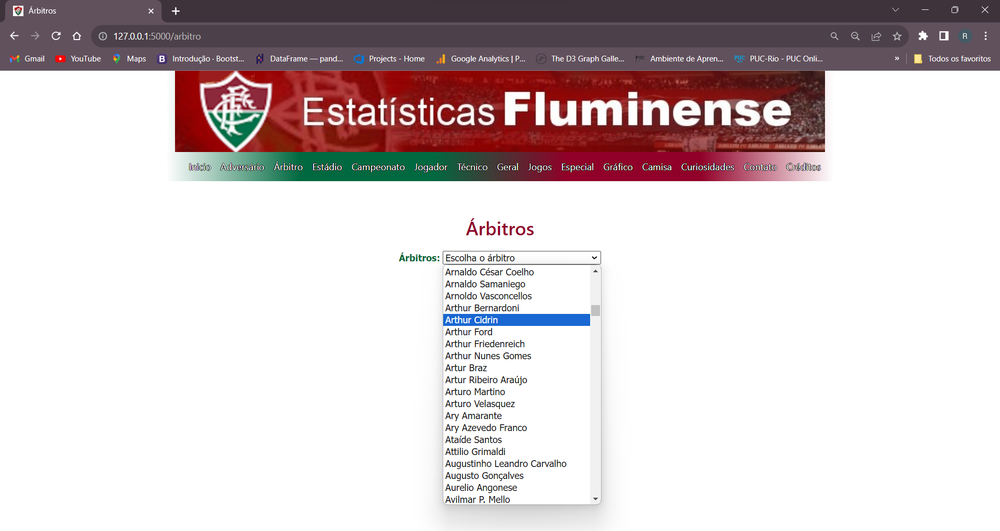 Árbitros
127.0.0.1:5000/arbitro
R
Gmail YouTube Maps B Introdução · Bootst... DataFrame — pand... Projects - Home Google Analytics | P... The D3 Graph Galle... PUC Ambiente de Apren... PUC RIO PUC-Rio - PUC Onli... » Todos os favoritos
Estatísticas Fluminense
Inicio Adversário Árbitro Estádio Campeonato Jogador Técnico Geral Jogos Especial Gráfico Camisa Curiosidades Contato Créditos
Árbitros
Árbitros: Escolha o árbitro
Arnaldo César Coelho
Arnaldo Samaniego
Arnoldo Vasconcellos
Arthur Bernardoni
Arthur Cidrin
Arthur Ford
Arthur Friedenreich
Arthur Nunes Gomes
Artur Braz
Artur Ribeiro Araújo
Arturo Martino
Arturo Velasquez
Ary Amarante
Ary Azevedo Franco
Ataíde Santos
Attilio Grimaldi
Augustinho Leandro Carvalho
Augusto Gonçalves
Aurelio Angonese
Avilmar P. Mello